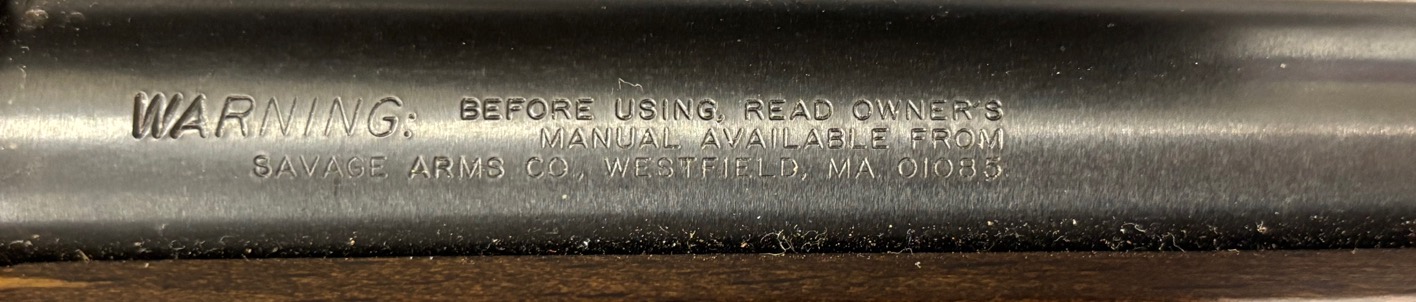 WARNING: BEFORE USING, READ OWNER'S
MANUAL AVAILABLE FROM
SAVAGE ARMS CO., WESTFIELD, MA 01085